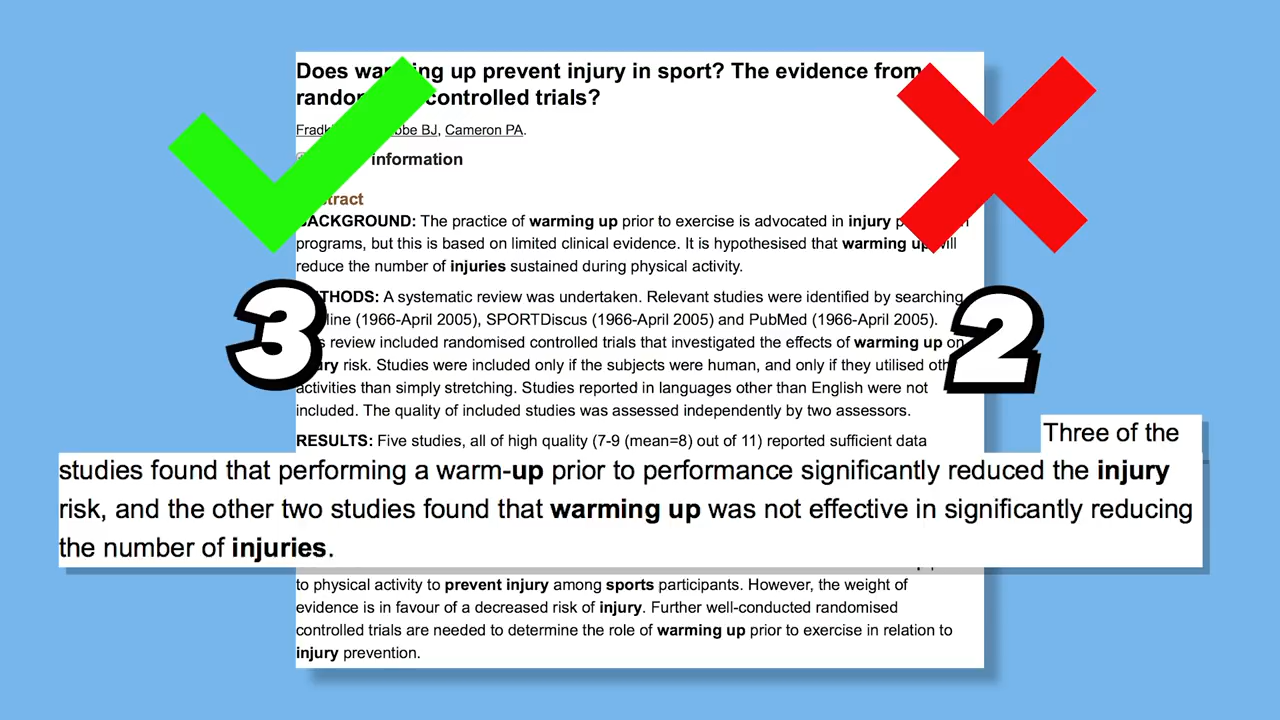 Does up prevent injury in sport? The evidence from
controlled trials?
BJ, Cameron PA.
information
BACKGROUND: The practice of warming up prior to exercise is advocated in injury
programs, but this is based on limited clinical evidence. It is hypothesised that warming up will
reduce the number of injuries sustained during physical activity.
A systematic review was undertaken. Relevant studies were identified by searching
(1966-April 2005), SPORTDiscus (1966-April 2005) and PubMed (1966-April 2005).
review included randomised controlled trials that investigated the effects of warming up on
risk. Studies were included only if the subjects were human, and only if they utilised
activities than simply stretching. Studies reported in languages other than English were not
included. The quality of included studies was assessed independently by two assessors.
3
2
RESULTS: Five studies, all of high quality (7-9 (mean=8) out of 11) reported sufficient data
Three of the
studies found that performing a warm-up prior to performance significantly reduced the injury
risk, and the other two studies found that warming up was not effective in significantly reducing
the number of injuries.
to physical activity to prevent injury among sports participants. However, the weight of
evidence is in favour of a decreased risk of injury. Further well-conducted randomised
controlled trials are needed to determine the role of warming up prior to exercise in relation to
injury prevention.